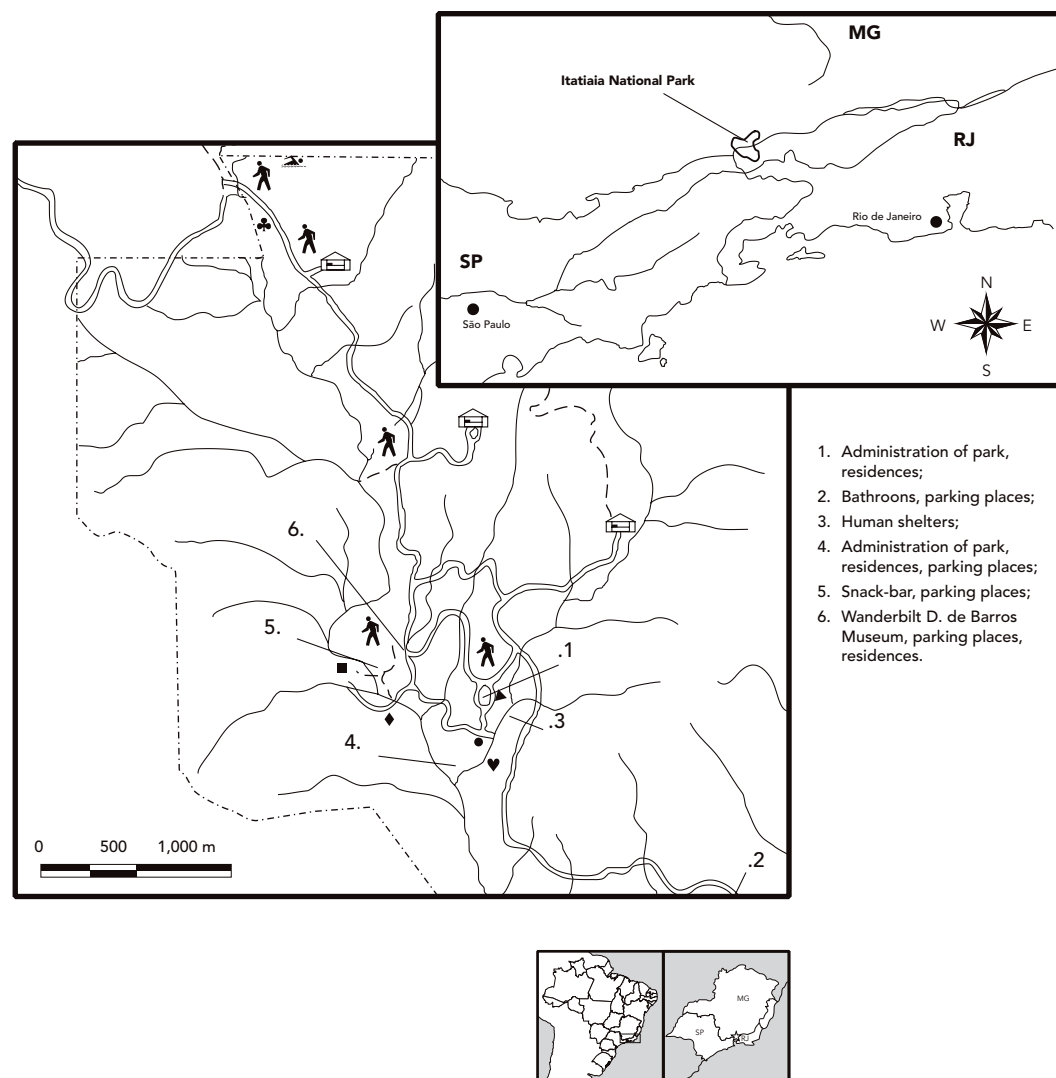 MG
Itatiaia National Park
RJ
Rio de Janeiro
SP
São Paulo
N
W
E
S
6.
5.
.1
.3
4.
.2
0 500 1,000 m
1. Administration of park,
residences;
2. Bathroons, parking places;
3. Human shelters;
4. Administration of park,
residences, parking places;
5. Snack-bar, parking places;
6. Wanderbilt D. de Barros
Museum, parking places,
residences.
MG
SP
RJ